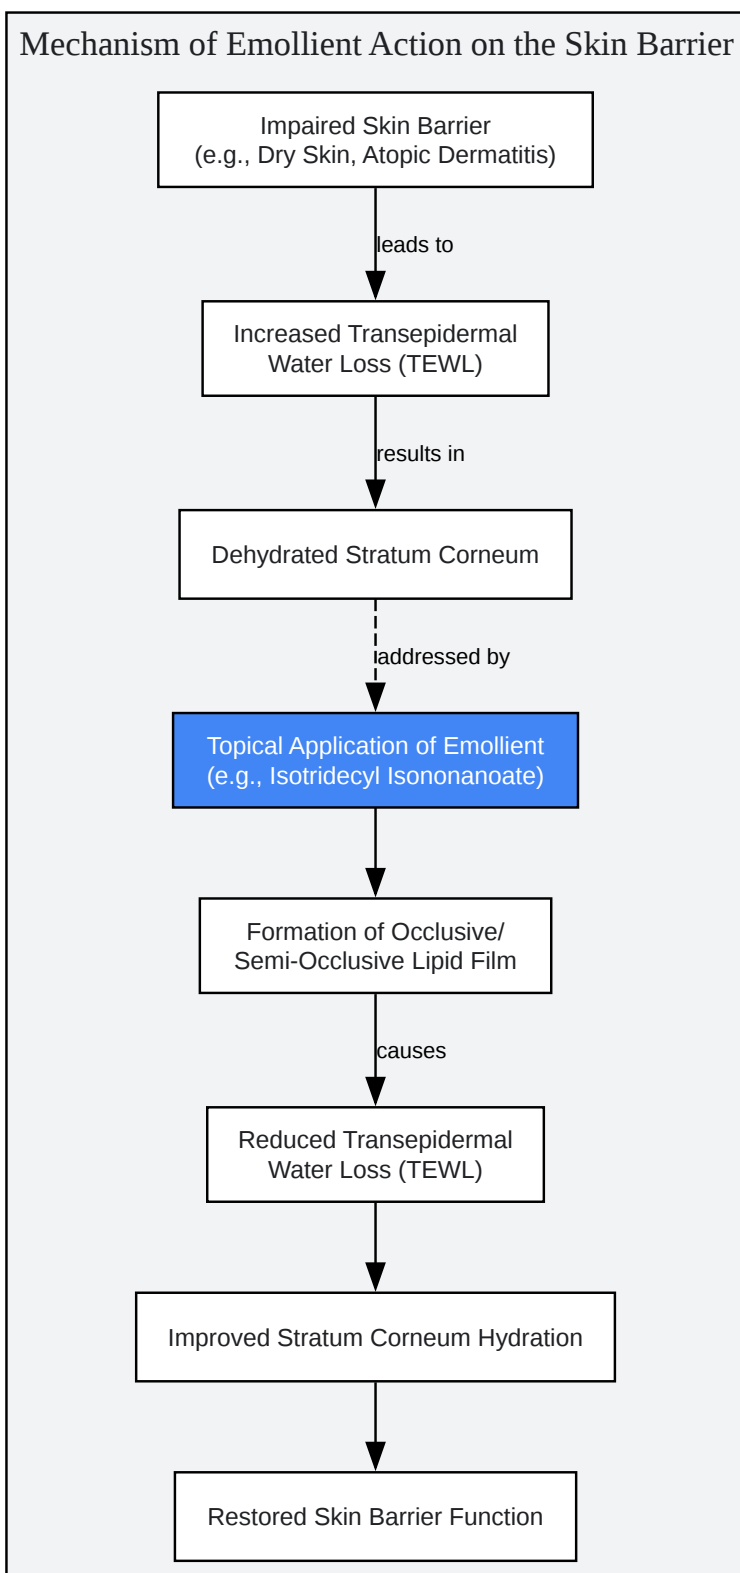 Mechanism of Emollient Action on the Skin Barrier
Impaired Skin Barrier
(e.g., Dry Skin, Atopic Dermatitis)
leads to
Increased Transepidermal
Water Loss (TEWL)
results in
Dehydrated Stratum Corneum
addressed by
Topical Application of Emollient
(e.g., Isotridecyl Isononanoate)
Formation of Occlusive/
Semi-Occlusive Lipid Film
causes
Reduced Transepidermal
Water Loss (TEWL)
Improved Stratum Corneum Hydration
Restored Skin Barrier Function